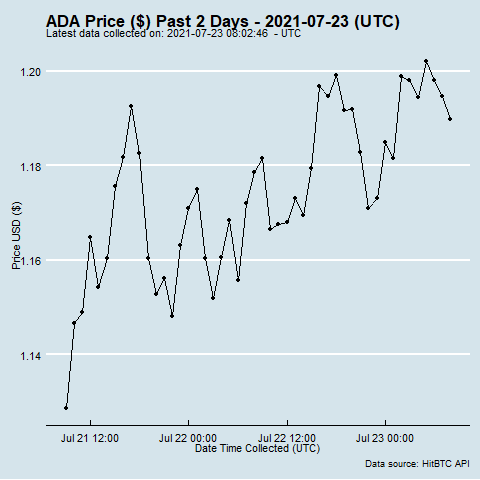 ADA Price ($) Past 2 Days - 2021-07-23 (UTC)
Latest data collected on: 2021-07-23 08:02:46  - UTC
1.20
1.18
1.16
1.14
Price USD ($)
Jul 21 12:00
Jul 22 00:00
Jul 22 12:00
Jul 23 00:00
Date Time Collected (UTC)
Data source: HitBTC API